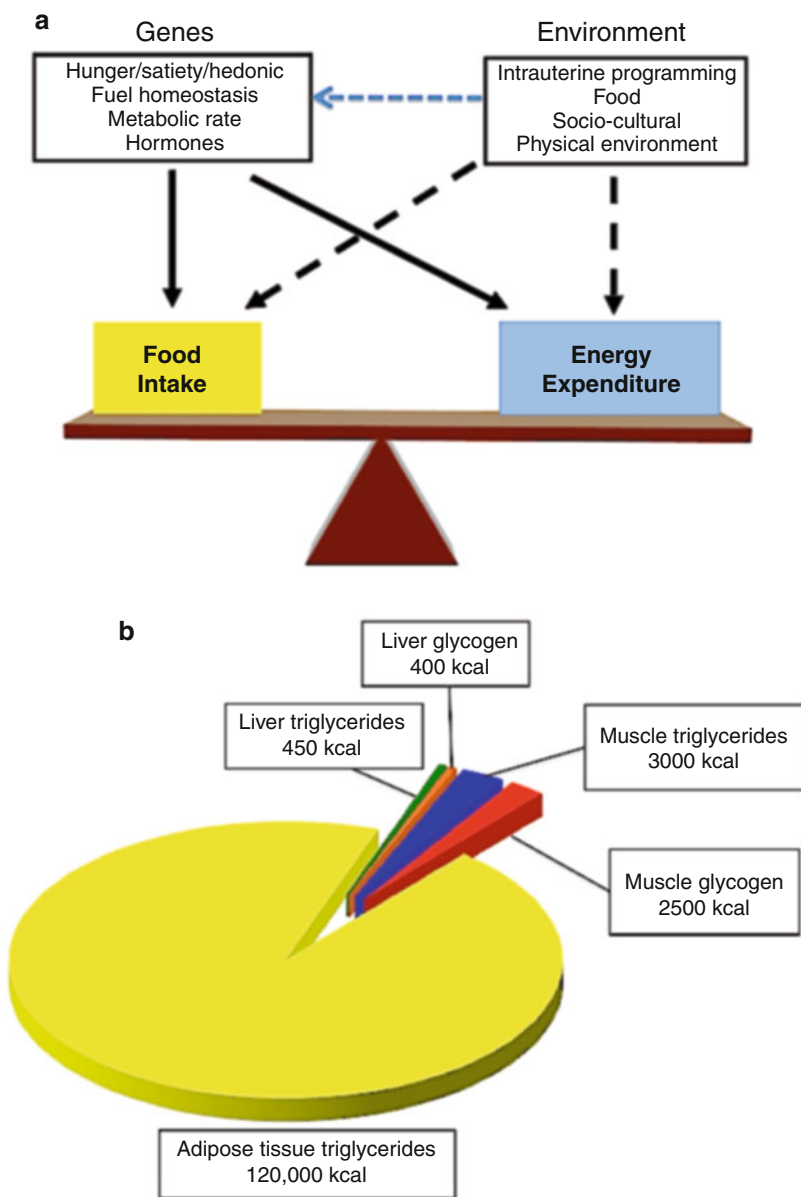 a
Genes
Environment
Hunger/satiety/hedonic
Fuel homeostasis
Metabolic rate
Hormones
Intrauterine programming
Food
Socio-cultural
Physical environment
Food
Intake
Energy
Expenditure
b
Liver glycogen
400 kcal
Liver triglycerides
450 kcal
Muscle triglycerides
3000 kcal
Muscle glycogen
2500 kcal
Adipose tissue triglycerides
120,000 kcal